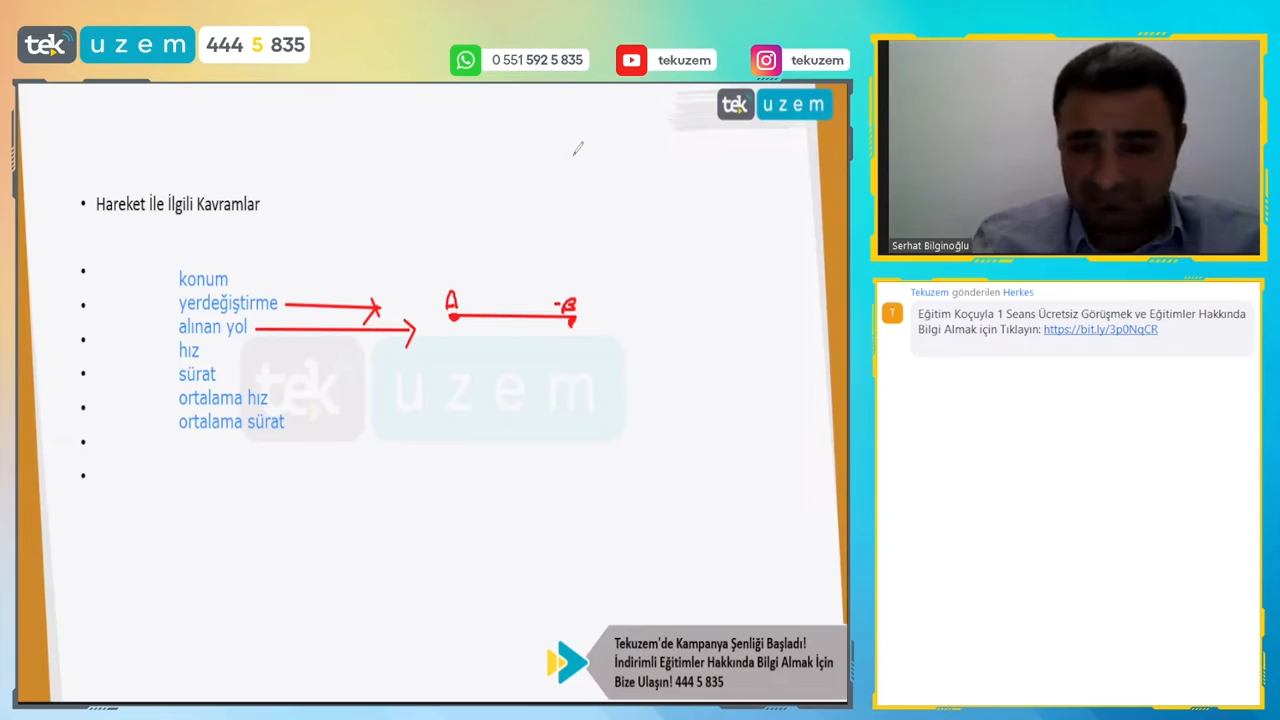 tek uzem 444 5 835
0 551 592 5 835
tekuzem
tekuzem
tek uzem
• Hareket İle İlgili Kavramlar
konum
yerdeğiştirme
alınan yol
hız
sürat
ortalama hız
ortalama sürat
A
B
tek uzem
Tekuzem'de Kampanya Şenliği Başladı!
İndirimli Eğitimler Hakkında Bilgi Almak İçin
Bize Ulaşın! 444 5 835
Serhat Bilginoğlu
Tekuzem gönderilen Herkes
T
Eğitim Koçuyla 1 Seans Ücretsiz Görüşmek ve Eğitimler Hakkında
Bilgi Almak için Tıklayın: https://bit.ly/3p0NqCR